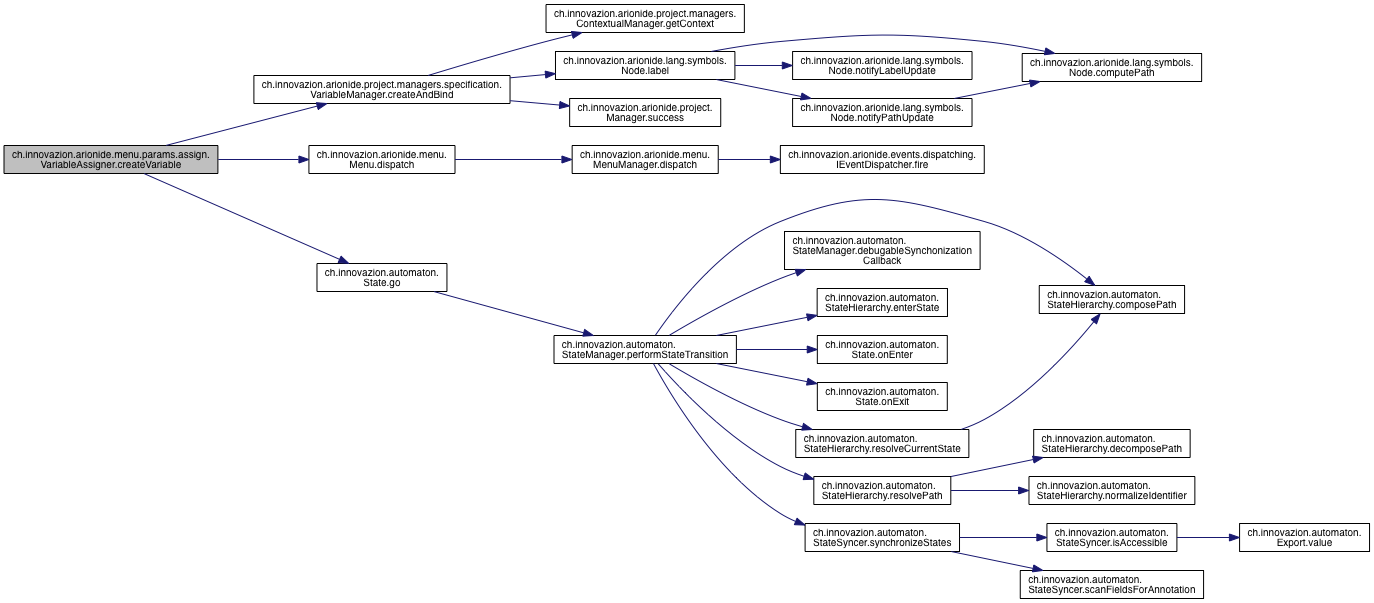 ch.innovazion.arionide.project.managers.
ContextualManager.getContext
ch.innovazion.arionide.lang.symbols.
Node.label
ch.innovazion.arionide.lang.symbols.
Node.notifyLabelUpdate
ch.innovazion.arionide.lang.symbols.
Node.computePath
ch.innovazion.arionide.project.managers.specification.
VariableManager.createAndBind
ch.innovazion.arionide.project.
Manager.success
ch.innovazion.arionide.lang.symbols.
Node.notifyPathUpdate
ch.innovazion.arionide.menu.params.assign.
VariableAssigner.createVariable
ch.innovazion.arionide.menu.
Menu.dispatch
ch.innovazion.arionide.menu.
MenuManager.dispatch
ch.innovazion.arionide.events.dispatching.
IEventDispatcher.fire
ch.innovazion.automaton.
State.go
ch.innovazion.automaton.
StateManager.performStateTransition
ch.innovazion.automaton.
StateManager.debugableSynchonization
Callback
ch.innovazion.automaton.
StateHierarchy.enterState
ch.innovazion.automaton.
StateHierarchy.composePath
ch.innovazion.automaton.
State.onEnter
ch.innovazion.automaton.
State.onExit
ch.innovazion.automaton.
StateHierarchy.resolveCurrentState
ch.innovazion.automaton.
StateHierarchy.decomposePath
ch.innovazion.automaton.
StateHierarchy.resolvePath
ch.innovazion.automaton.
StateHierarchy.normalizeIdentifier
ch.innovazion.automaton.
StateSyncer.synchronizeStates
ch.innovazion.automaton.
StateSyncer.isAccessible
ch.innovazion.automaton.
Export.value
ch.innovazion.automaton.
StateSyncer.scanFieldsForAnnotation